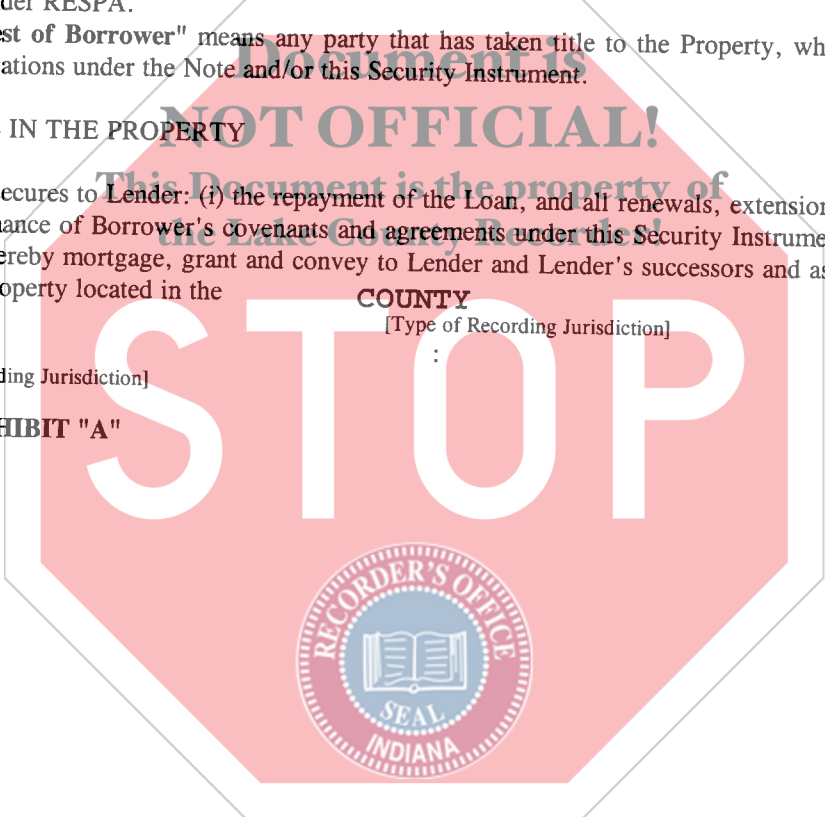 der RESPA.
est of Borrower" means any party that has taken title to the Property, wh
ations under the Note and/or this Security Instrument.
Document is
NOT OFFICIAL!
IN THE PROPERTY
This Document is the property of
the Lake County Recorder!
ecures to Lender: (i) the repayment of the Loan, and all renewals, extension
nance of Borrower's covenants and agreements under this Security Instrume
ereby mortgage, grant and convey to Lender and Lender's successors and as
operty located in the COUNTY
[Type of Recording Jurisdiction]
:
ding Jurisdiction]
HIBIT "A"
STOP
RECORDER'S OFFICE
SEAL
INDIANA